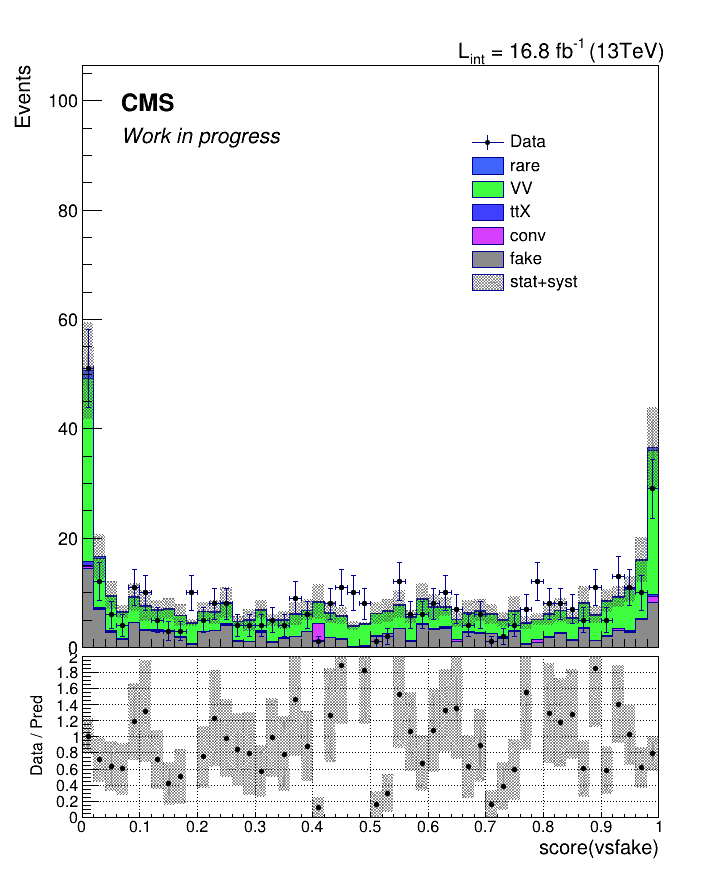 L_int = 16.8 fb^-1 (13TeV)
Events
100
80
60
40
20
0
CMS
Work in progress
Data
rare
VV
ttX
conv
fake
stat+syst
Data / Pred
2
1.8
1.6
1.4
1.2
1
0.8
0.6
0.4
0.2
0
0 0.1 0.2 0.3 0.4 0.5 0.6 0.7 0.8 0.9 1
score(vsfake)